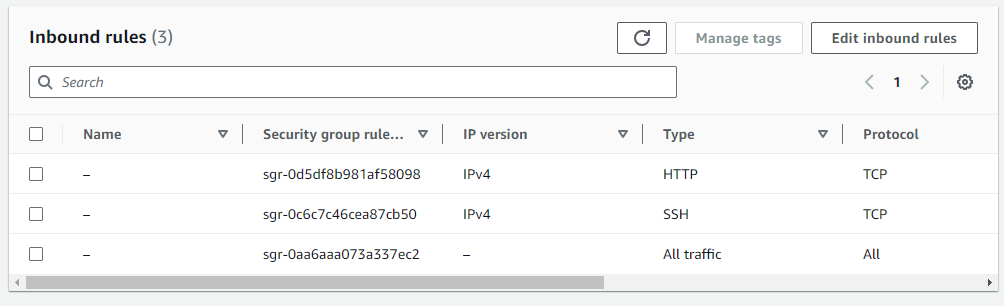 Inbound rules (3)
Manage tags
Edit inbound rules
Search
1
Name Security group rule... IP version Type Protocol
– sgr-0d5df8b981af58098 IPv4 HTTP TCP
– sgr-0c6c7c46cea87cb50 IPv4 SSH TCP
– sgr-0aa6aaa073a337ec2 – All traffic All